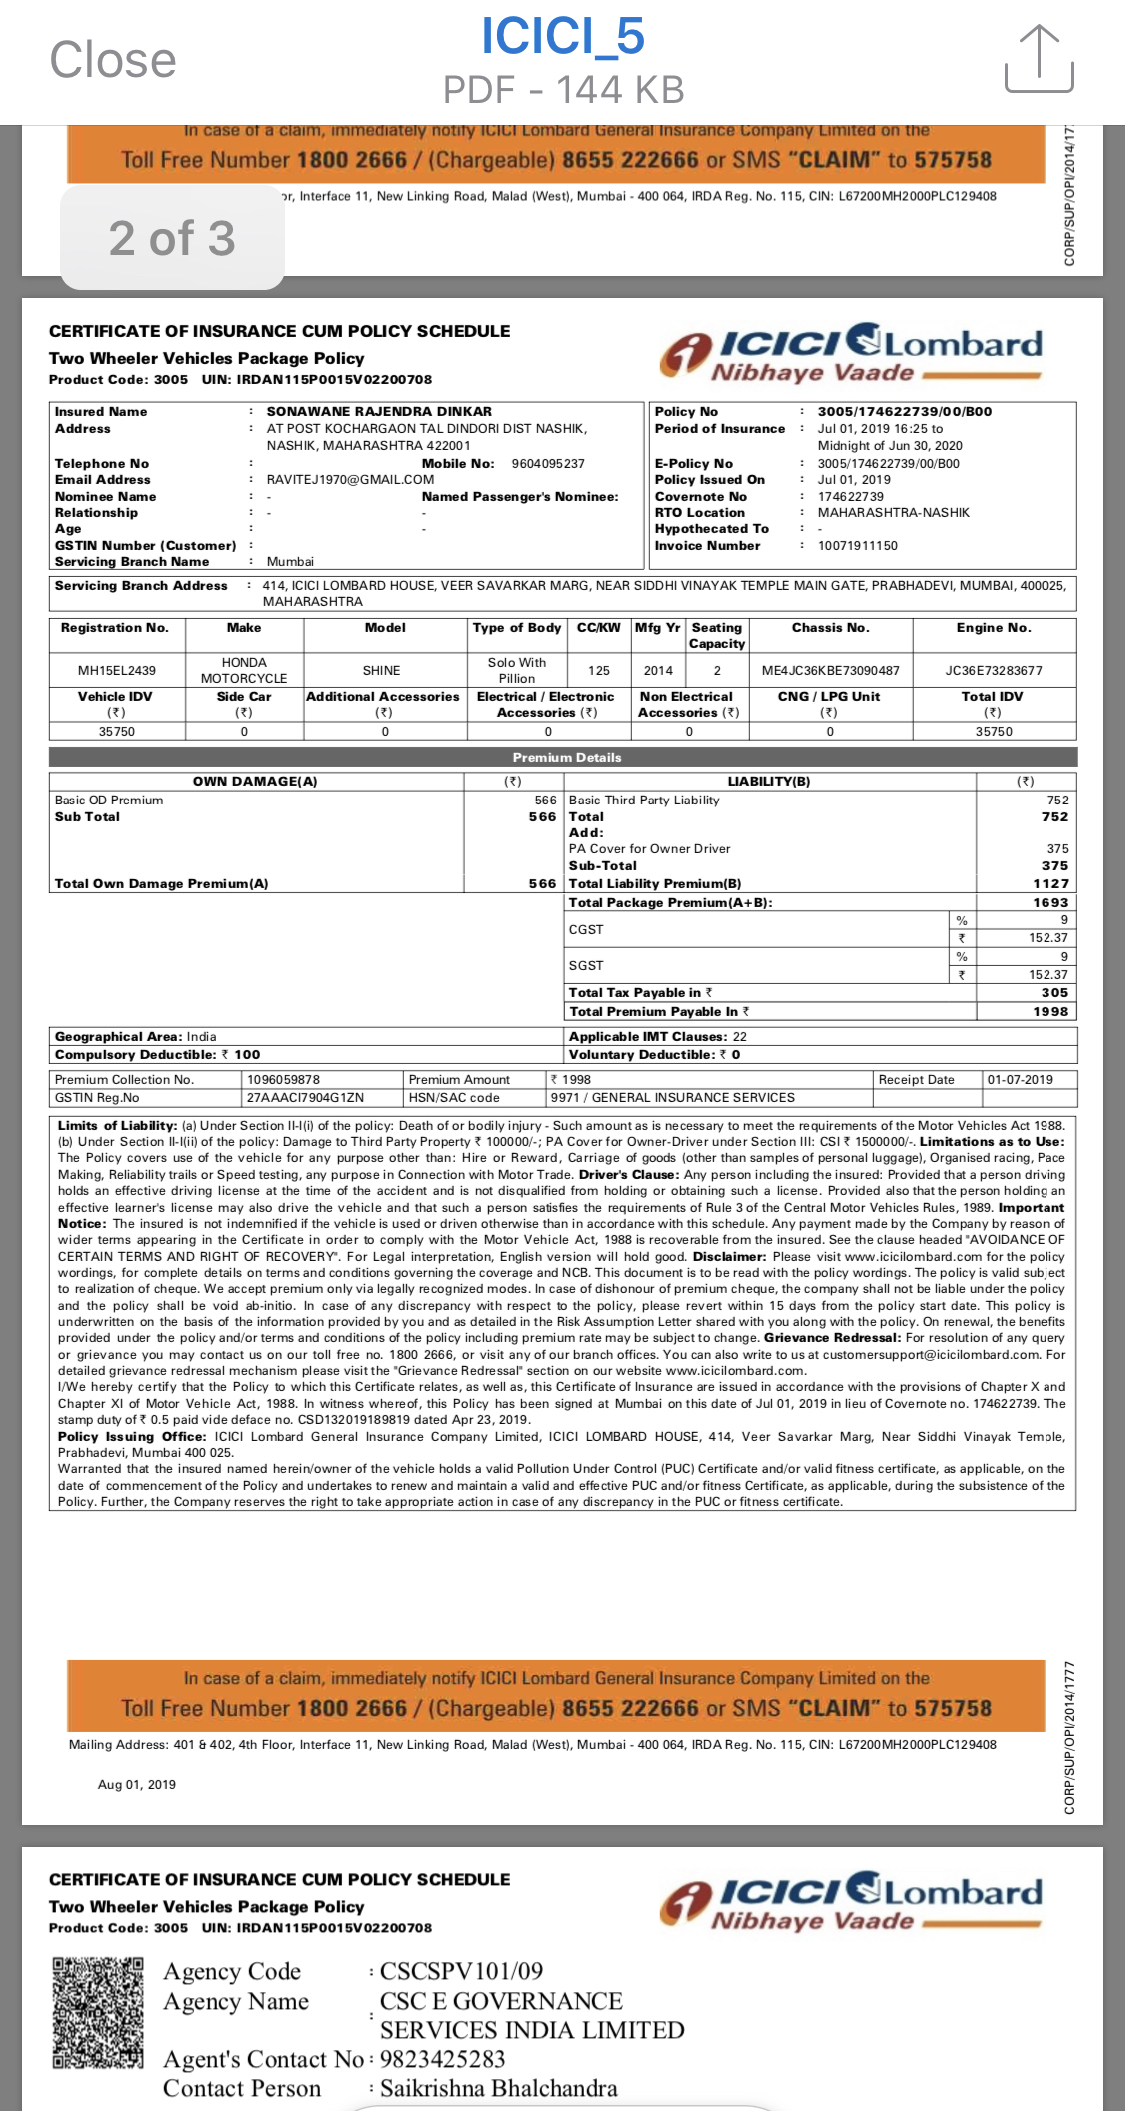 Close
ICICI_5
PDF - 144 KB
In case of a claim, immediately notify ICICI Lombard General Insurance Company Limited on the
Toll Free Number 1800 2666 / (Chargeable) 8655 222666 or SMS “CLAIM” to 575758
or, Interface 11, New Linking Road, Malad (West), Mumbai - 400 064, IRDA Reg. No. 115, CIN: L67200MH2000PLC129408
CORP/SUP/OPI/2014/177
2 of 3
CERTIFICATE OF INSURANCE CUM POLICY SCHEDULE
Two Wheeler Vehicles Package Policy
Product Code: 3005 UIN: IRDAN115P0015V02200708
ICICI Lombard
Nibhaye Vaade
Insured Name : SONAWANE RAJENDRA DINKAR
Address : AT POST KOCHARGAON TAL DINDORI DIST NASHIK,
NASHIK, MAHARASHTRA 422001
Telephone No : Mobile No: 9604095237
Email Address : RAVITEJ1970@GMAIL.COM
Nominee Name : - Named Passenger's Nominee:
Relationship : - -
Age : -
GSTIN Number (Customer) :
Servicing Branch Name : Mumbai
Policy No : 3005/174622739/00/B00
Period of Insurance : Jul 01, 2019 16:25 to
Midnight of Jun 30, 2020
E-Policy No : 3005/174622739/00/B00
Policy Issued On : Jul 01, 2019
Covernote No : 174622739
RTO Location : MAHARASHTRA-NASHIK
Hypothecated To : -
Invoice Number : 10071911150
Servicing Branch Address : 414, ICICI LOMBARD HOUSE, VEER SAVARKAR MARG, NEAR SIDDHI VINAYAK TEMPLE MAIN GATE, PRABHADEVI, MUMBAI, 400025,
MAHARASHTRA
Registration No. Make Model Type of Body CC/KW Mfg Yr Seating Capacity Chassis No. Engine No.
MH15EL2439 HONDA MOTORCYCLE SHINE Solo With Pillion 125 2014 2 ME4JC36KBE73090487 JC36E73283677
Vehicle IDV (₹) Side Car (₹) Additional Accessories (₹) Electrical / Electronic Accessories (₹) Non Electrical Accessories (₹) CNG / LPG Unit (₹) Total IDV (₹)
35750 0 0 0 0 0 35750
Premium Details
OWN DAMAGE(A) (₹) LIABILITY(B) (₹)
Basic OD Premium 566 Basic Third Party Liability 752
Sub Total 566 Total 752
Add:
PA Cover for Owner Driver 375
Sub-Total 375
Total Own Damage Premium(A) 566 Total Liability Premium(B) 1127
Total Package Premium(A+B): 1693
CGST % 9
₹ 152.37
SGST % 9
₹ 152.37
Total Tax Payable in ₹ 305
Total Premium Payable In ₹ 1998
Geographical Area: India Applicable IMT Clauses: 22
Compulsory Deductible: ₹ 100 Voluntary Deductible: ₹ 0
Premium Collection No. 1096059878 Premium Amount ₹ 1998 Receipt Date 01-07-2019
GSTIN Reg.No 27AAACI7904G1ZN HSN/SAC code 9971 / GENERAL INSURANCE SERVICES
Limits of Liability: (a) Under Section II-I(i) of the policy: Death of or bodily injury - Such amount as is necessary to meet the requirements of the Motor Vehicles Act 1988.
(b) Under Section II-I(ii) of the policy: Damage to Third Party Property ₹ 100000/-; PA Cover for Owner-Driver under Section III: CSI ₹ 1500000/-. Limitations as to Use:
The Policy covers use of the vehicle for any purpose other than: Hire or Reward, Carriage of goods (other than samples of personal luggage), Organised racing, Pace
Making, Reliability trails or Speed testing, any purpose in Connection with Motor Trade. Driver's Clause: Any person including the insured: Provided that a person driving
holds an effective driving license at the time of the accident and is not disqualified from holding or obtaining such a license. Provided also that the person holding an
effective learner's license may also drive the vehicle and that such a person satisfies the requirements of Rule 3 of the Central Motor Vehicles Rules, 1989. Important
Notice: The insured is not indemnified if the vehicle is used or driven otherwise than in accordance with this schedule. Any payment made by the Company by reason of
wider terms appearing in the Certificate in order to comply with the Motor Vehicle Act, 1988 is recoverable from the insured. See the clause headed "AVOIDANCE OF
CERTAIN TERMS AND RIGHT OF RECOVERY". For Legal interpretation, English version will hold good. Disclaimer: Please visit www.icicilombard.com for the policy
wordings, for complete details on terms and conditions governing the coverage and NCB. This document is to be read with the policy wordings. The policy is valid subject
to realization of cheque. We accept premium only via legally recognized modes. In case of dishonour of premium cheque, the company shall not be liable under the policy
and the policy shall be void ab-initio. In case of any discrepancy with respect to the policy, please revert within 15 days from the policy start date. This policy is
underwritten on the basis of the information provided by you and as detailed in the Risk Assumption Letter shared with you along with the policy. On renewal, the benefits
provided under the policy and/or terms and conditions of the policy including premium rate may be subject to change. Grievance Redressal: For resolution of any query
or grievance you may contact us on our toll free no. 1800 2666, or visit any of our branch offices. You can also write to us at customersupport@icicilombard.com. For
detailed grievance redressal mechanism please visit the "Grievance Redressal" section on our website www.icicilombard.com.
I/We hereby certify that the Policy to which this Certificate relates, as well as, this Certificate of Insurance are issued in accordance with the provisions of Chapter X and
Chapter XI of Motor Vehicle Act, 1988. In witness whereof, this Policy has been signed at Mumbai on this date of Jul 01, 2019 in lieu of Covernote no. 174622739. The
stamp duty of ₹ 0.5 paid vide deface no. CSD132019189819 dated Apr 23, 2019.
Policy Issuing Office: ICICI Lombard General Insurance Company Limited, ICICI LOMBARD HOUSE, 414, Veer Savarkar Marg, Near Siddhi Vinayak Temple,
Prabhadevi, Mumbai 400 025.
Warranted that the insured named herein/owner of the vehicle holds a valid Pollution Under Control (PUC) Certificate and/or valid fitness certificate, as applicable, on the
date of commencement of the Policy and undertakes to renew and maintain a valid and effective PUC and/or fitness Certificate, as applicable, during the subsistence of the
Policy. Further, the Company reserves the right to take appropriate action in case of any discrepancy in the PUC or fitness certificate.
In case of a claim, immediately notify ICICI Lombard General Insurance Company Limited on the
Toll Free Number 1800 2666 / (Chargeable) 8655 222666 or SMS “CLAIM” to 575758
Mailing Address: 401 & 402, 4th Floor, Interface 11, New Linking Road, Malad (West), Mumbai - 400 064, IRDA Reg. No. 115, CIN: L67200MH2000PLC129408
Aug 01, 2019
CORP/SUP/OPI/2014/1777
CERTIFICATE OF INSURANCE CUM POLICY SCHEDULE
Two Wheeler Vehicles Package Policy
Product Code: 3005 UIN: IRDAN115P0015V02200708
ICICI Lombard
Nibhaye Vaade
Agency Code : CSCSPV101/09
Agency Name : CSC E GOVERNANCE
SERVICES INDIA LIMITED
Agent's Contact No : 9823425283
Contact Person : Saikrishna Bhalchandra